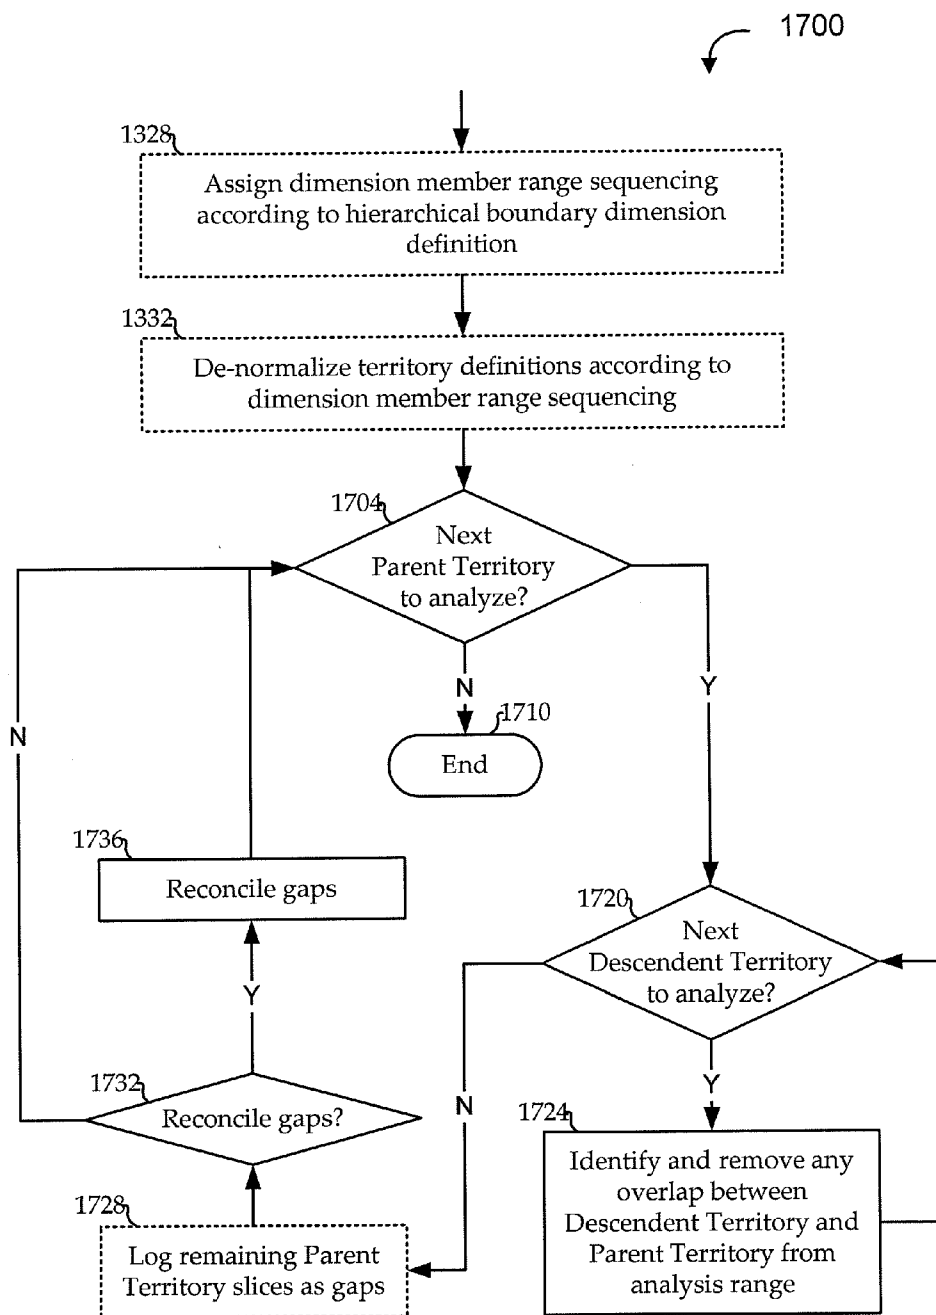 1700
1328
Assign dimension member range sequencing
according to hierarchical boundary dimension
definition
1332
De-normalize territory definitions according to
dimension member range sequencing
1704
Next
Parent Territory
to analyze?
N
Y
N
1710
End
1736
Reconcile gaps
1720
Next
Descendent Territory
to analyze?
Y
Y
N
1732
Reconcile gaps?
1724
Identify and remove any
overlap between
Descendent Territory and
Parent Territory from
analysis range
1728
Log remaining Parent
Territory slices as gaps